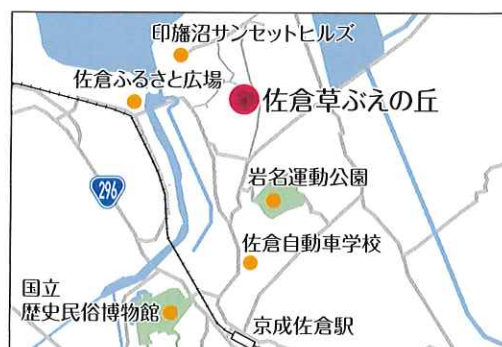 印旛沼サンセットヒルズ
佐倉ふるさと広場
佐倉草ぶえの丘
296
岩名運動公園
佐倉自動車学校
国立
歴史民俗博物館
京成佐倉駅